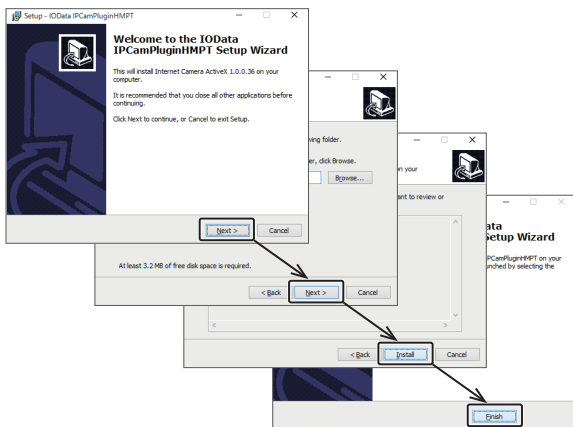 Setup - IOData IPCamPluginHMPT
Welcome to the IOData
IPCamPluginHMPT Setup Wizard
This will install Internet Camera ActiveX 1.0.0.36 on your
computer.
It is recommended that you close all other applications before
continuing.
Click Next to continue, or Cancel to exit Setup.
Next >
Cancel
wing folder.
er, click Browse.
Browse...
At least 3.2 MB of free disk space is required.
< Back
Next >
Cancel
on your
ant to review or
< Back
Install
Cancel
ata
Setup Wizard
IPCamPluginHMPT on your
unched by selecting the
Finish